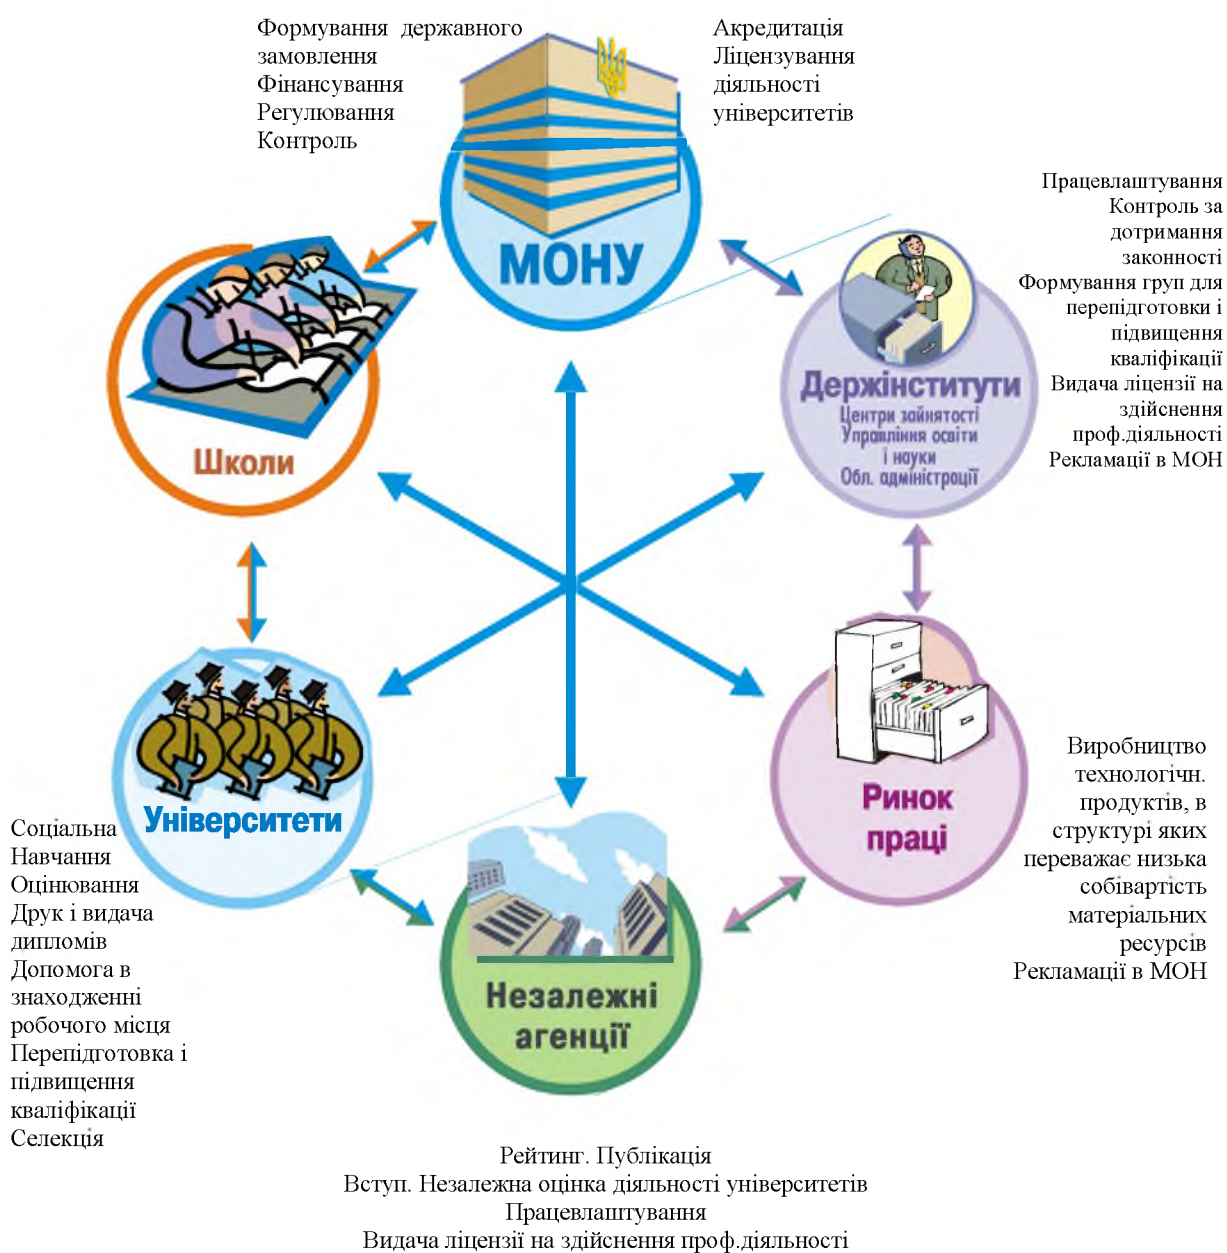 Формування державного
замовлення
Фінансування
Регулювання
Контроль
Акредитація
Ліцензування
діяльності
університетів
МОНУ
Працевлаштування
Контроль за
дотримання
законності
Формування груп для
перепідготовки і
підвищення
кваліфікації
Видача ліцензії на
здійснення
проф.діяльності
Рекламації в МОН
Держінститути
Центри зайнятості
Управління освіти
і науки
Обл. адміністрації
Школи
Університети
Ринок
праці
Соціальна
Навчання
Оцінювання
Друк і видача
дипломів
Допомога в
знаходженні
робочого місця
Перепідготовка і
підвищення
кваліфікації
Селекція
Виробництво
технологічн.
продуктів, в
структурі яких
переважає низька
собівартість
матеріальних
ресурсів
Рекламації в МОН
Незалежні
агенції
Рейтинг. Публікація
Вступ. Незалежна оцінка діяльності університетів
Працевлаштування
Видача ліцензії на здійснення проф.діяльності